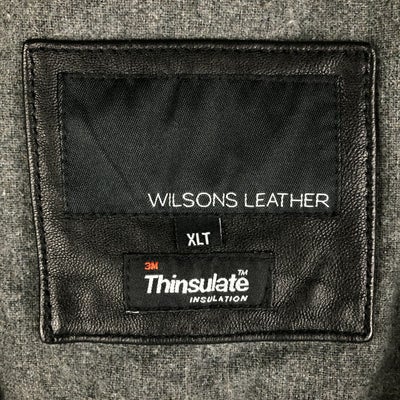 WILSONS LEATHER
XLT
3M
Thinsulate™
INSULATION